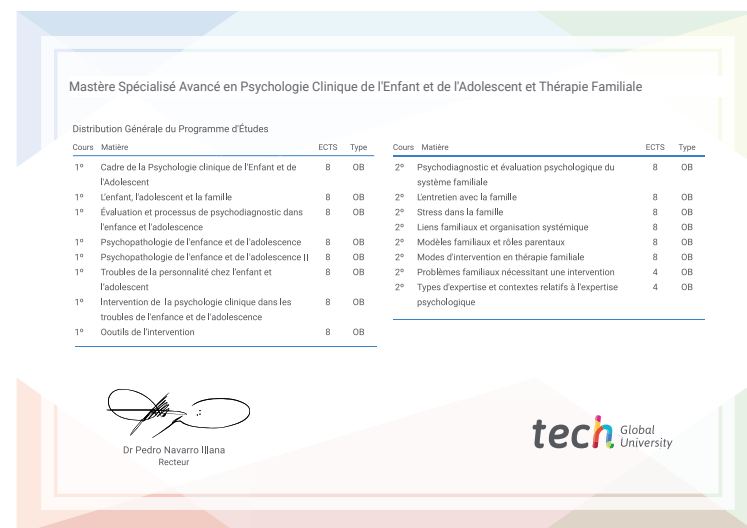 Mastère Spécialisé Avancé en Psychologie Clinique de l'Enfant et de l'Adolescent et Thérapie Familiale
Distribution Générale du Programme d'Études
Cours Matière ECTS Type
1º Cadre de la Psychologie clinique de l'Enfant et de 8 OB
l'Adolescent
1º L'enfant, l'adolescent et la famille 8 OB
1º Évaluation et processus de psychodiagnostic dans 8 OB
l'enfance et l'adolescence
1º Psychopathologie de l'enfance et de l'adolescence 8 OB
1º Psychopathologie de l'enfance et de l'adolescence II 8 OB
1º Troubles de la personnalité chez l'enfant et 8 OB
l'adolescent
1º Intervention de la psychologie clinique dans les 8 OB
troubles de l'enfance et de l'adolescence
1º Ooutils de l'intervention 8 OB
Cours Matière ECTS Type
2º Psychodiagnostic et évaluation psychologique du 8 OB
système familiale
2º L'entretien avec la famille 8 OB
2º Stress dans la famille 8 OB
2º Liens familiaux et organisation systémique 8 OB
2º Modèles familiaux et rôles parentaux 8 OB
2º Modes d'intervention en thérapie familiale 8 OB
2º Problèmes familiaux nécessitant une intervention 4 OB
2º Types d'expertise et contextes relatifs à l'expertise 4 OB
psychologique
Dr Pedro Navarro Illana
Recteur
tech Global
University